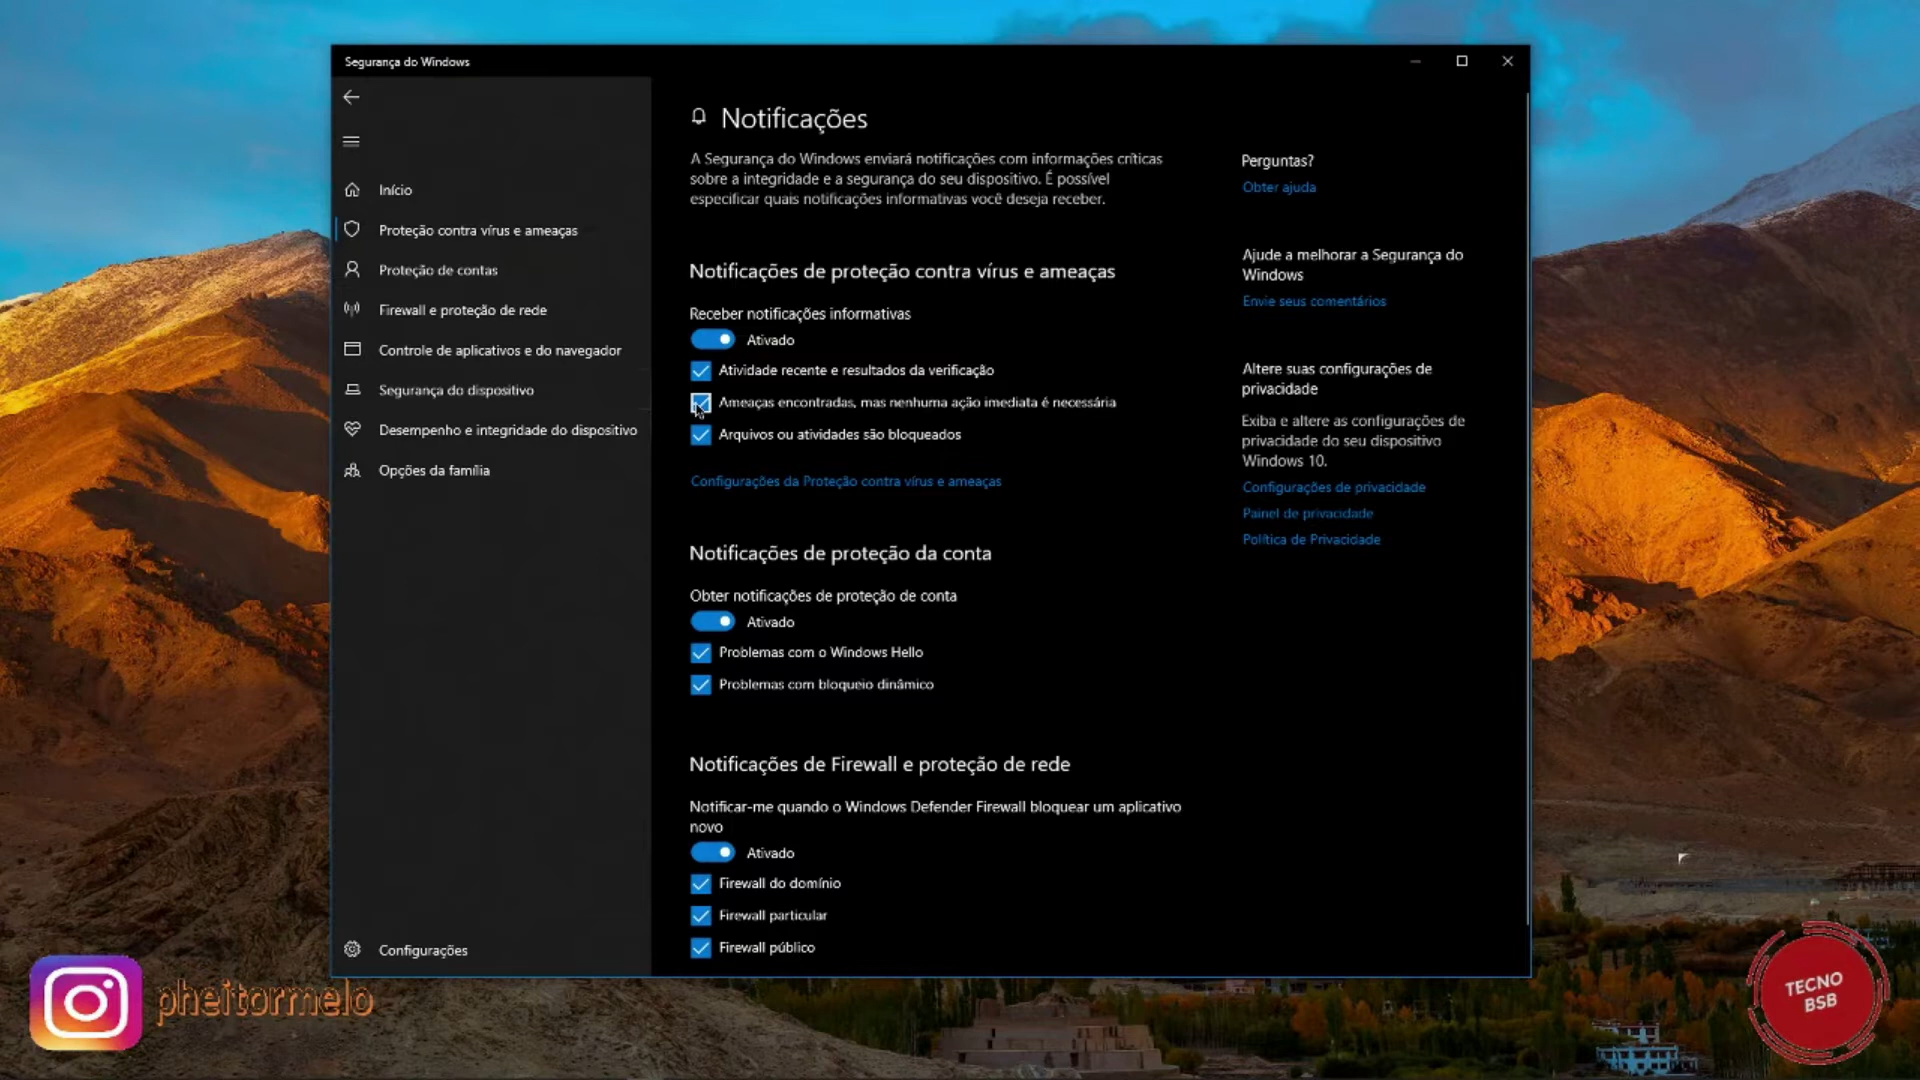 Segurança do Windows
Início
Proteção contra vírus e ameaças
Proteção de contas
Firewall e proteção de rede
Controle de aplicativos e do navegador
Segurança do dispositivo
Desempenho e integridade do dispositivo
Opções da família
Configurações
Notificações
A Segurança do Windows enviará notificações com informações críticas
sobre a integridade e a segurança do seu dispositivo. É possível
especificar quais notificações informativas você deseja receber.
Notificações de proteção contra vírus e ameaças
Receber notificações informativas
Ativado
Atividade recente e resultados da verificação
Ameaças encontradas, mas nenhuma ação imediata é necessária
Arquivos ou atividades são bloqueados
Configurações da Proteção contra vírus e ameaças
Notificações de proteção da conta
Obter notificações de proteção de conta
Ativado
Problemas com o Windows Hello
Problemas com bloqueio dinâmico
Notificações de Firewall e proteção de rede
Notificar-me quando o Windows Defender Firewall bloquear um aplicativo
novo
Ativado
Firewall do domínio
Firewall particular
Firewall público
Perguntas?
Obter ajuda
Ajude a melhorar a Segurança do
Windows
Envie seus comentários
Altere suas configurações de
privacidade
Exiba e altere as configurações de
privacidade do seu dispositivo
Windows 10.
Configurações de privacidade
Painel de privacidade
Política de Privacidade
pheitormelo
TECNO
BSB